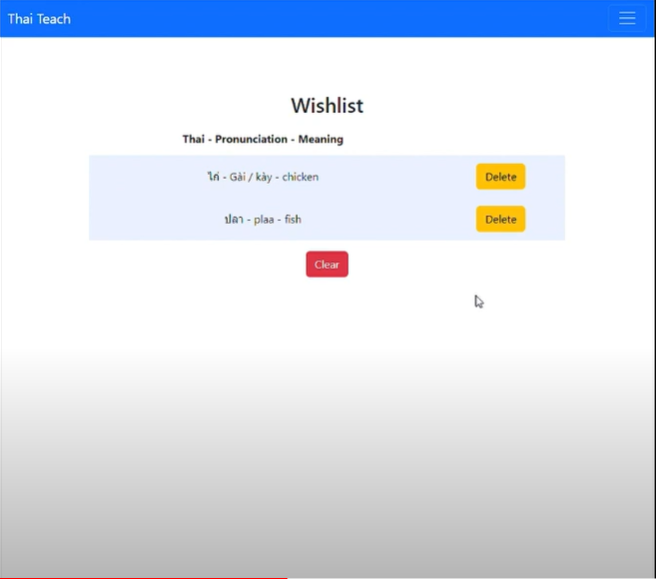 Thai Teach
Wishlist
Thai - Pronunciation - Meaning
ไก่ - Gài / kày - chicken
Delete
ปลา - plaa - fish
Delete
Clear